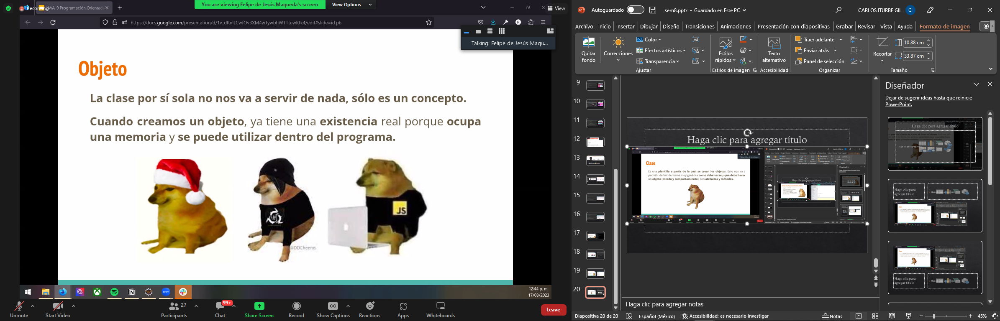 Recording
JAVA-9 Programación Orientada
You are viewing Felipe de Jesús Maqueda's screen
View Options
View
https://docs.google.com/presentation/d/1v_dRnlLCwfOv3XM4wTywbhWTTtuwKtk4/edit#slide=id.p6
Talking: Felipe de Jesús Maqu...
Objeto
La clase por sí sola no nos va a servir de nada, sólo es un concepto.
Cuando creamos un objeto, ya tiene una existencia real porque ocupa
una memoria y se puede utilizar dentro del programa.
JS
@DDCheems
zoom
12:44 p. m.
17/03/2023
Unmute
Start Video
Participants
27
Chat
99+
Share Screen
Record
CC
Show Captions
Reactions
Apps
Whiteboards
Leave
Autoguardado
sem8.pptx • Guardado en Este PC
CARLOS ITURBE GIL
CI
Archivo
Inicio
Insertar
Dibujar
Diseño
Transiciones
Animaciones
Presentación con diapositivas
Grabar
Revisar
Vista
Ayuda
Formato de imagen
Quitar
fondo
Correcciones
Color
Efectos artísticos
Transparencia
Ajustar
Estilos
rápidos
Estilos de imagen
Texto
alternativo
Accesibilidad
Traer adelante
Enviar atrás
Panel de selección
Organizar
Recortar
10.88 cm
33.87 cm
Tamaño
9
10
11
12
13
14
15
16
17
18
19
20
Haga clic para agregar título
Clase
Es una plantilla a partir de la cual se crean los objetos. Esto nos va a
permitir definir de forma muy genérica como debe verse y que debe hacer
un objeto (estado y comportamiento), con atributos y métodos.
Haga clic para agregar título
Diseñador
Diseñador
Dejar de sugerir ideas hasta que reinicie
PowerPoint.
Haga clic para agregar título
Haga clic para
agregar título
Haga clic para
agregar título
Haga clic para agregar notas
Diapositiva 20 de 20
Español (México)
Accesibilidad: es necesario investigar
Notas
45%